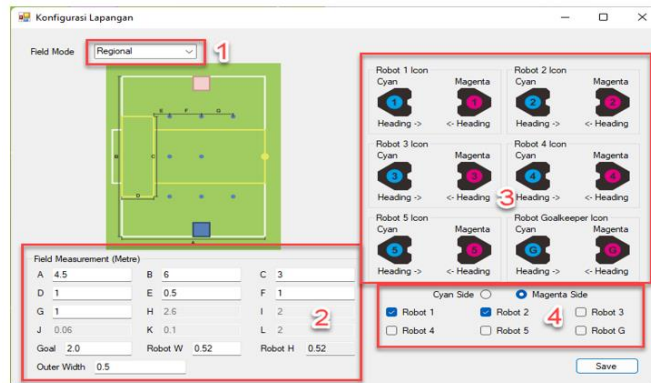 Konfigurasi Lapangan
Field Mode Regional 1
E F G
B C
D
A
Robot 1 Icon Robot 2 Icon
Cyan Magenta Cyan Magenta
1 1 2 2
Heading -> <- Heading Heading -> <- Heading
Robot 3 Icon Robot 4 Icon
Cyan Magenta Cyan Magenta
3 3 4 4
Heading -> <- Heading 3 Heading -> <- Heading
Robot 5 Icon Robot Goalkeeper Icon
Cyan Magenta Cyan Magenta
5 5 G G
Heading -> <- Heading Heading -> <- Heading
Field Measurement (Metre)
A 4.5 B 6 C 3
D 1 E 0.5 F 1
G 1 H 2.6 I 2
J 0.06 K 0.1 L 2
2
Goal 2.0 Robot W 0.52 Robot H 0.52
Outer Width 0.5
Cyan Side Magenta Side
Robot 1 Robot 2 Robot 3
4
Robot 4 Robot 5 Robot G
Save